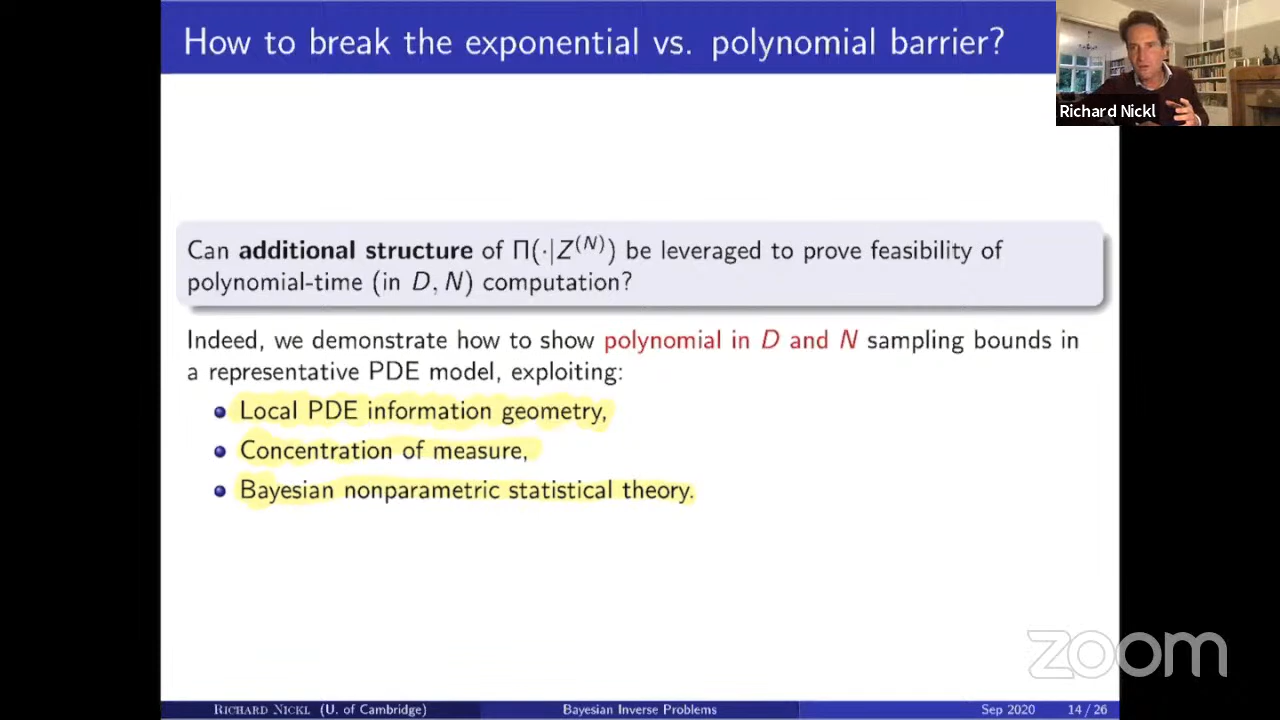 How to break the exponential vs. polynomial barrier?
Richard Nickl
Can additional structure of Π(·|Z^(N)) be leveraged to prove feasibility of
polynomial-time (in D, N) computation?
Indeed, we demonstrate how to show polynomial in D and N sampling bounds in
a representative PDE model, exploiting:
Local PDE information geometry,
Concentration of measure,
Bayesian nonparametric statistical theory.
zoom
RICHARD NICKL (U. of Cambridge) Bayesian Inverse Problems Sep 2020 14 / 26